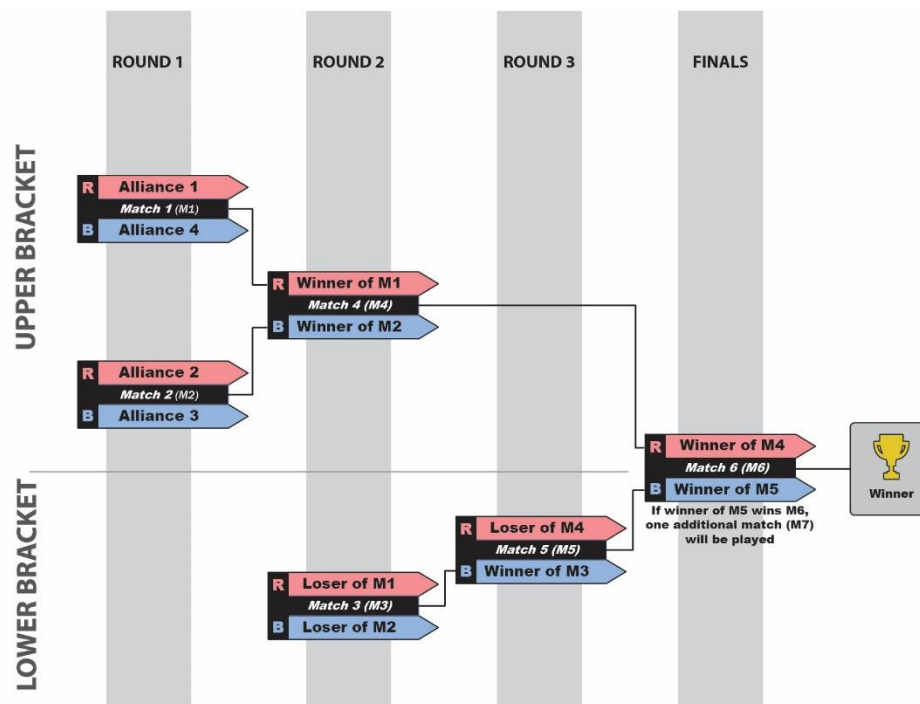 ROUND 1
ROUND 2
ROUND 3
FINALS
UPPER BRACKET
R Alliance 1
Match 1 (M1)
B Alliance 4
R Winner of M1
Match 4 (M4)
B Winner of M2
R Alliance 2
Match 2 (M2)
B Alliance 3
R Winner of M4
Match 6 (M6)
B Winner of M5
If winner of M5 wins M6,
one additional match (M7)
will be played
Winner
LOWER BRACKET
R Loser of M4
Match 5 (M5)
B Winner of M3
R Loser of M1
Match 3 (M3)
B Loser of M2